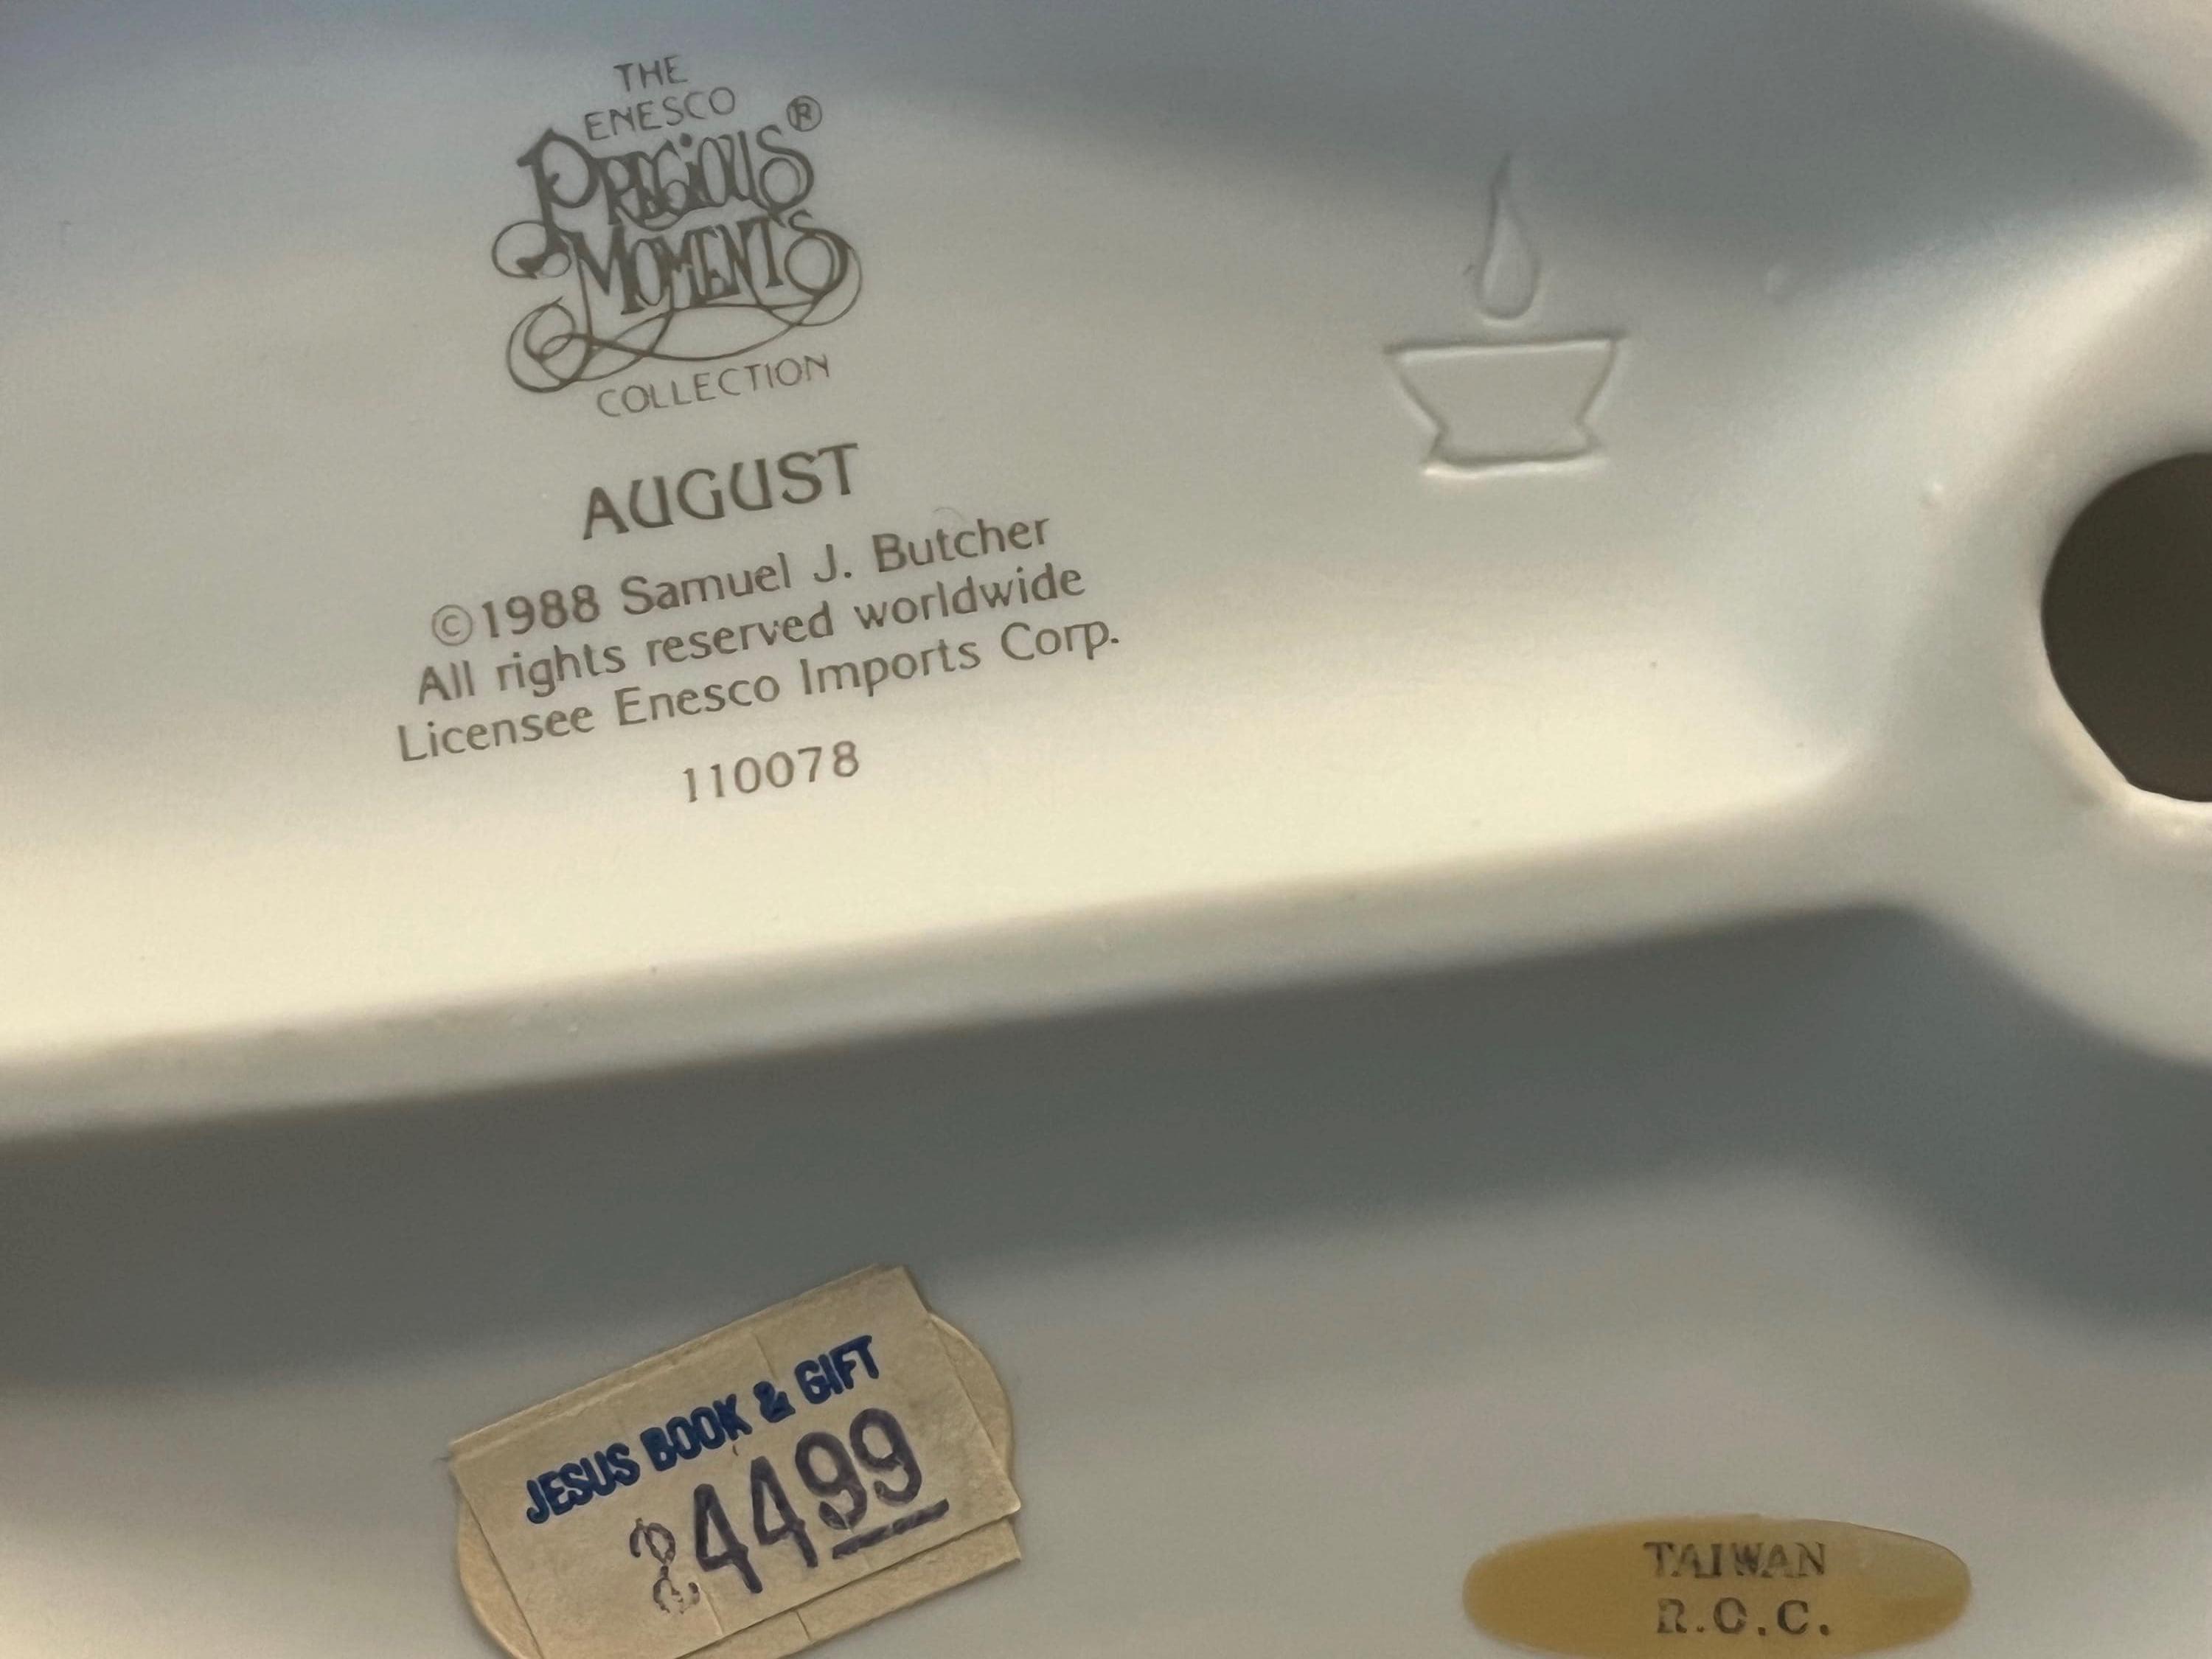 THE
ENESCO
PRECIOUS®
MOMENTS
COLLECTION
AUGUST
©1988 Samuel J. Butcher
All rights reserved worldwide
Licensee Enesco Imports Corp.
110078
JESUS BOOK & GIFT
4499
TAIWAN
R.O.C.